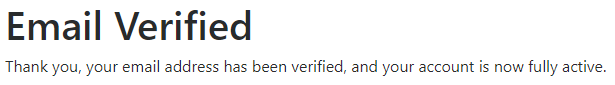 Email Verified
Thank you, your email address has been verified, and your account is now fully active.